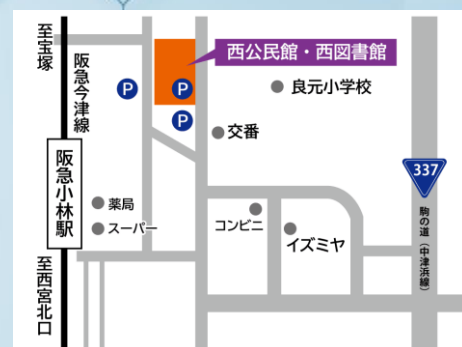 至宝塚
阪急今津線
西公民館・西図書館
P
P
P
良元小学校
交番
337
阪急小林駅
薬局
スーパー
コンビニ
イズミヤ
駒の道（中津浜線）
至西宮北口